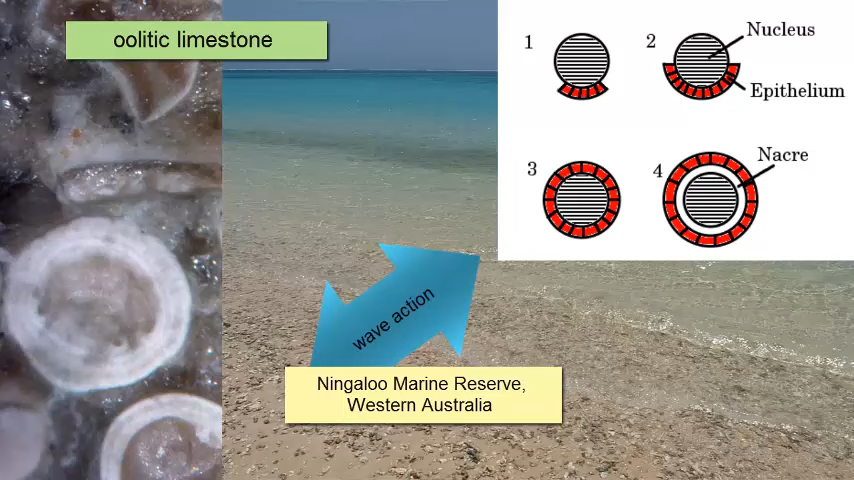 oolitic limestone
1
2
Nucleus
Epithelium
3
4
Nacre
wave action
Ningaloo Marine Reserve,
Western Australia